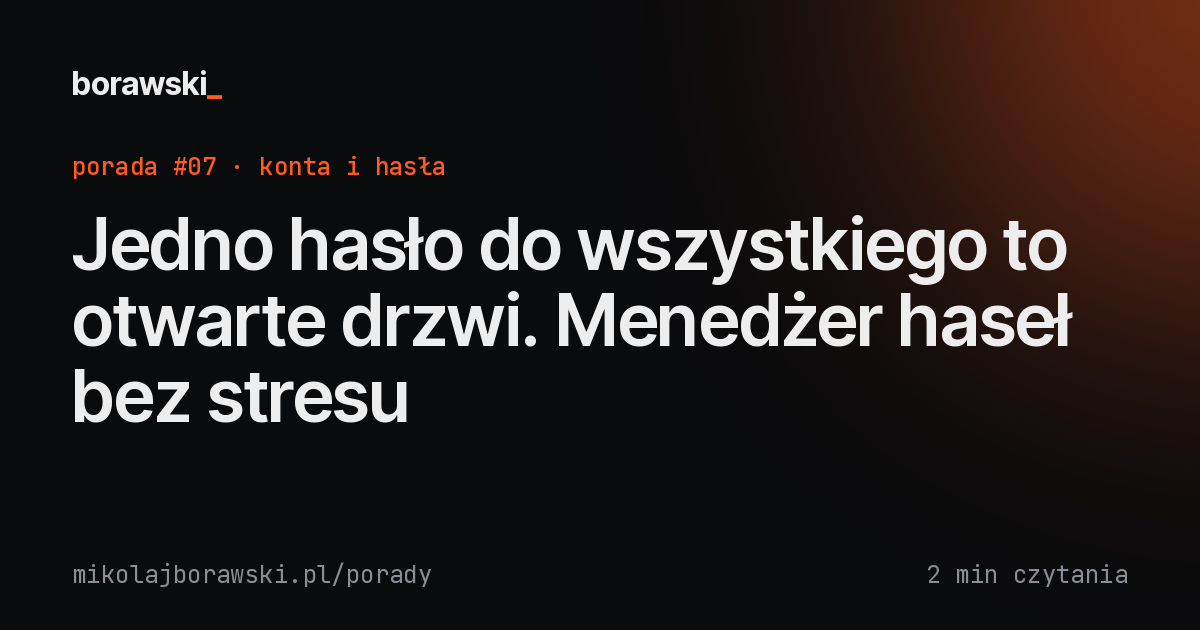 borawski_
porada #07 · konta i hasła
Jedno hasło do wszystkiego to
otwarte drzwi. Menedżer haseł
bez stresu
mikolajborawski.pl/porady
2 min czytania